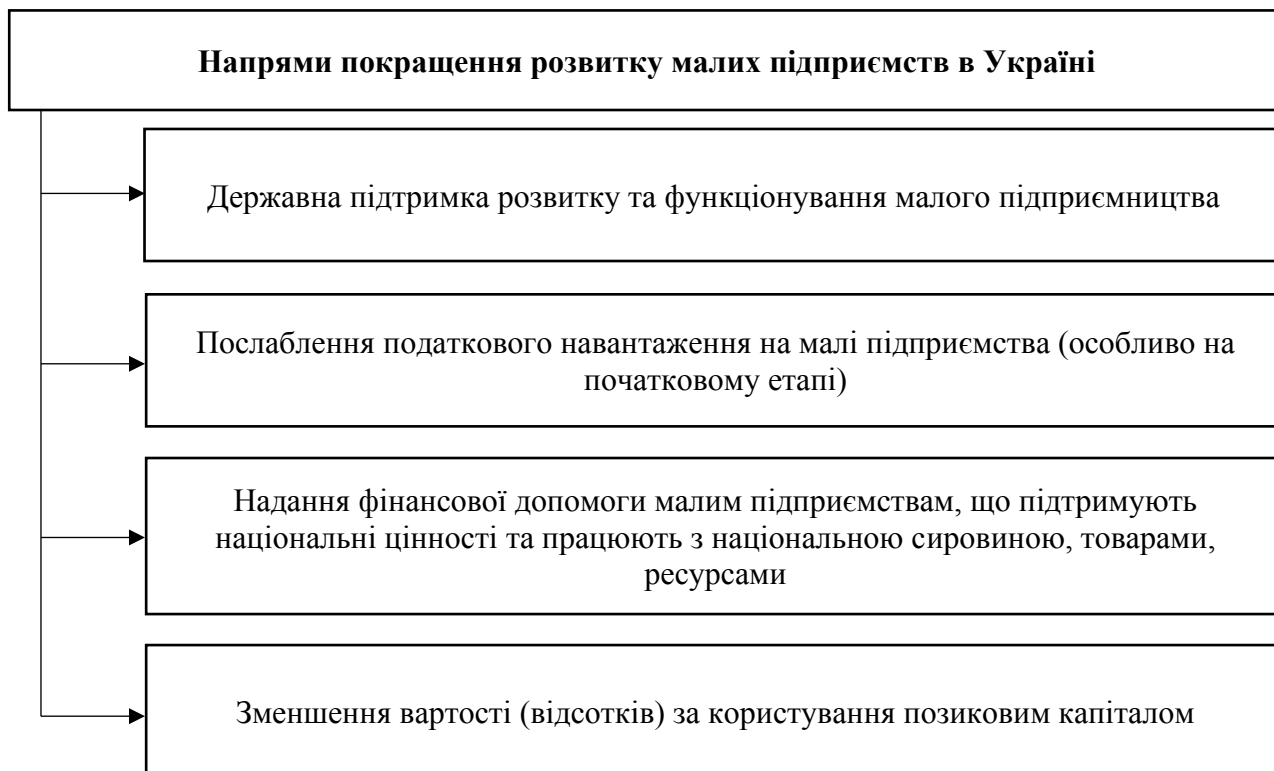 Напрями покращення розвитку малих підприємств в Україні
Державна підтримка розвитку та функціонування малого підприємництва
Послаблення податкового навантаження на малі підприємства (особливо на
початковому етапі)
Надання фінансової допомоги малим підприємствам, що підтримують
національні цінності та працюють з національною сировиною, товарами,
ресурсами
Зменшення вартості (відсотків) за користування позиковим капіталом